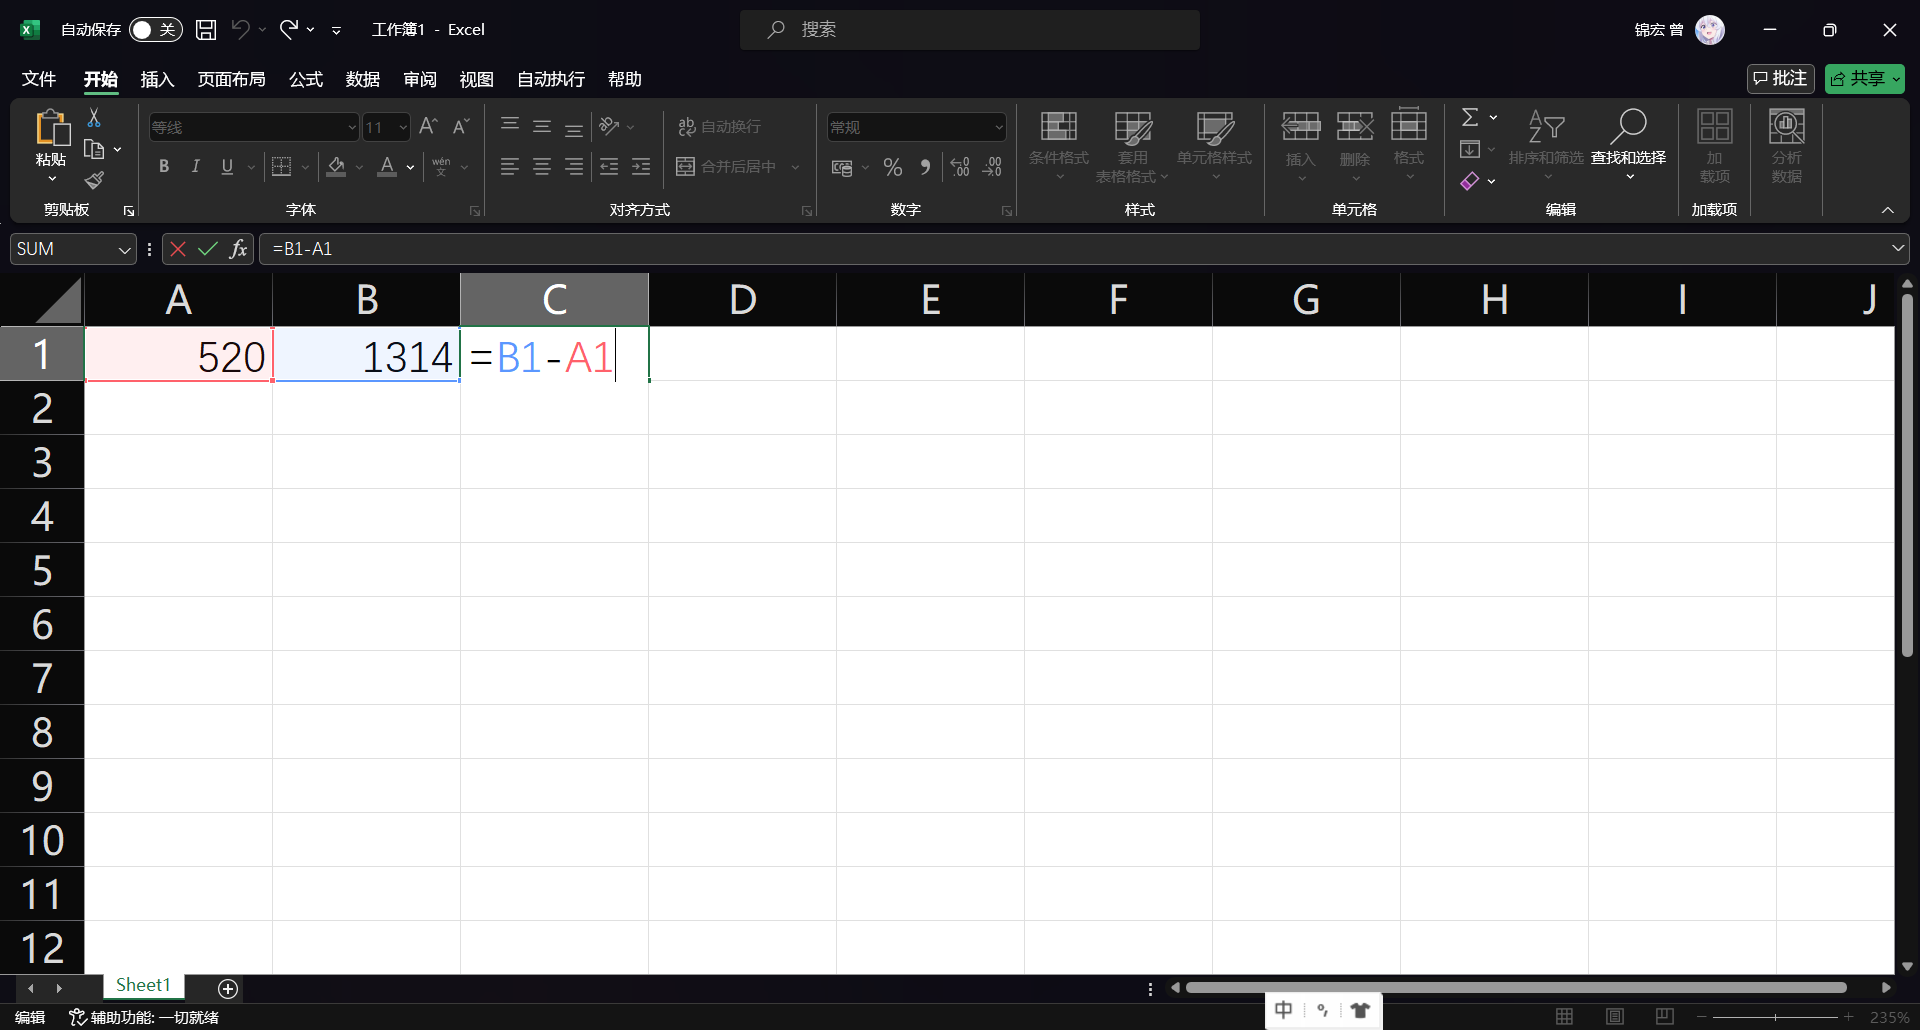 自动保存 关 工作簿1 - Excel 搜索 锦宏 曾
文件 开始 插入 页面布局 公式 数据 审阅 视图 自动执行 帮助 批注 共享
粘贴
剪贴板
等线 11
B I U A wén 文
字体
ab 自动换行
合并后居中
对齐方式
常规
% .00 .00
数字
条件格式 套用 表格格式 单元格样式
样式
插入 删除 格式
单元格
排序和筛选 查找和选择
编辑
加 载项
加载项
分析 数据
SUM fx =B1-A1
A B C D E F G H I J
1 520 1314 =B1-A1
2
3
4
5
6
7
8
9
10
11
12
Sheet1
中
编辑 辅助功能: 一切就绪 235%